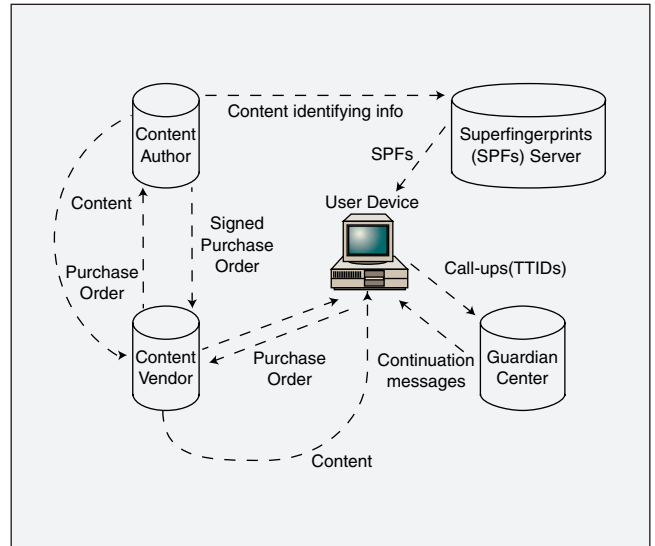 Content identifying info
Content
Author
Superfingerprints
(SPFs) Server
SPFs
User Device
Content
Signed
Purchase
Order
Purchase
Order
Call-ups(TTIDs)
Content
Vendor
Purchase
Order
Continuation
messages
Guardian
Center
Content